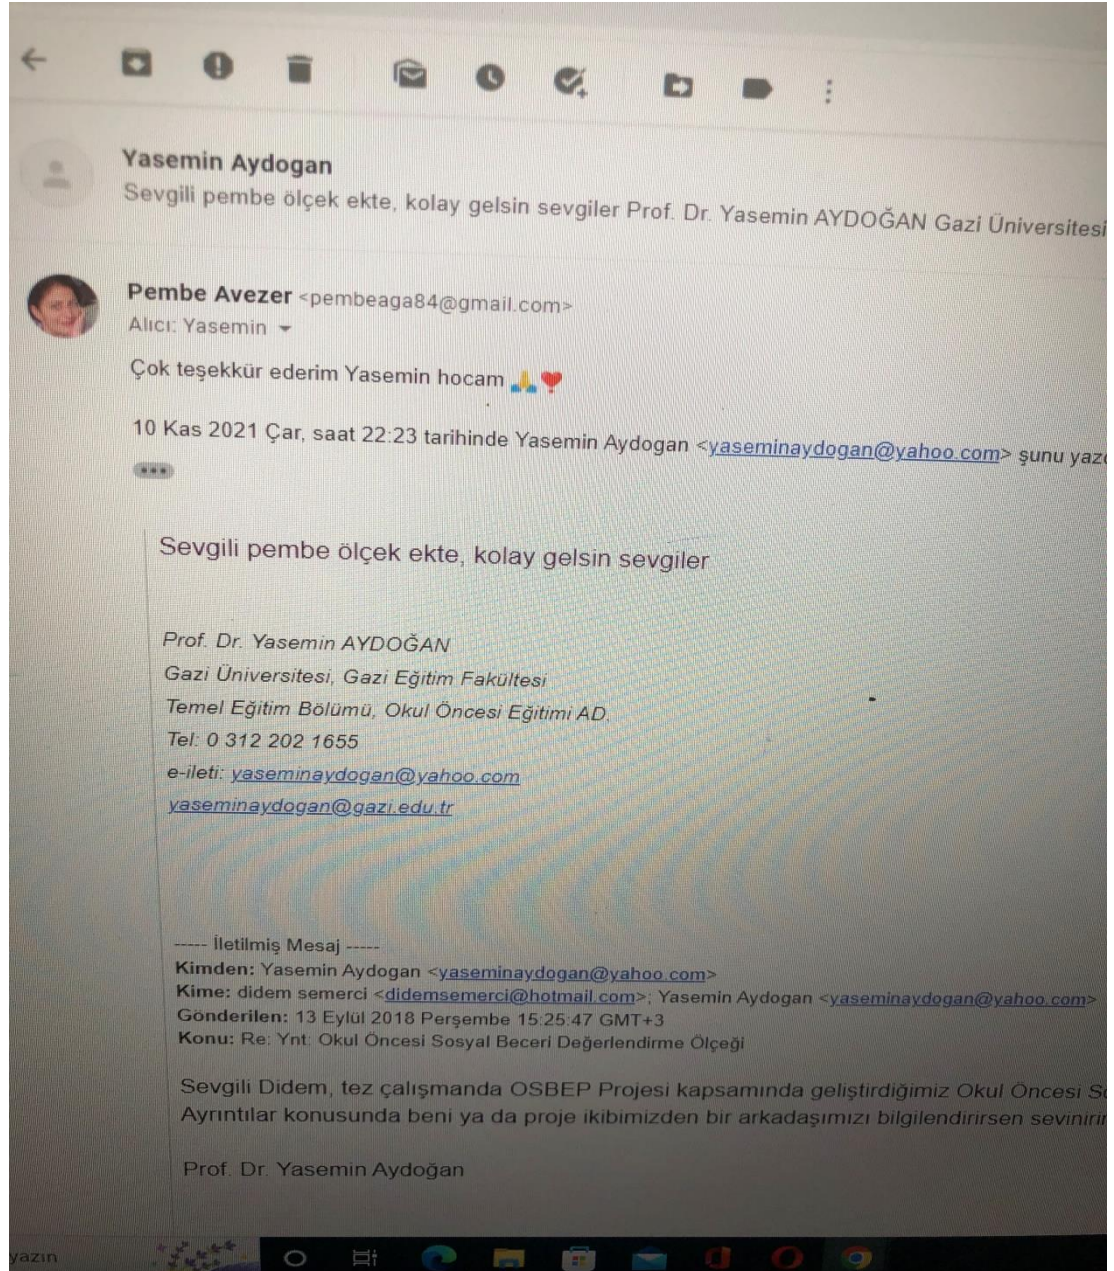 Yasemin Aydogan
Sevgili pembe ölçek ekte, kolay gelsin sevgiler Prof. Dr. Yasemin AYDOĞAN Gazi Üniversitesi
Pembe Avezer <pembeaga84@gmail.com>
Alıcı: Yasemin
Çok teşekkür ederim Yasemin hocam 🙏❣️
10 Kas 2021 Çar, saat 22:23 tarihinde Yasemin Aydogan <yaseminaydogan@yahoo.com> şunu yazd
Sevgili pembe ölçek ekte, kolay gelsin sevgiler
Prof. Dr. Yasemin AYDOĞAN
Gazi Üniversitesi, Gazi Eğitim Fakültesi
Temel Eğitim Bölümü, Okul Öncesi Eğitimi AD.
Tel: 0 312 202 1655
e-ileti: yaseminaydogan@yahoo.com
yaseminaydogan@gazi.edu.tr
----- İletilmiş Mesaj -----
Kimden: Yasemin Aydogan <yaseminaydogan@yahoo.com>
Kime: didem semerci <didemsemerci@hotmail.com>; Yasemin Aydogan <yaseminaydogan@yahoo.com>
Gönderilen: 13 Eylül 2018 Perşembe 15:25:47 GMT+3
Konu: Re: Ynt: Okul Öncesi Sosyal Beceri Değerlendirme Ölçeği
Sevgili Didem, tez çalışmanda OSBEP Projesi kapsamında geliştirdiğimiz Okul Öncesi So
Ayrıntılar konusunda beni ya da proje ikibimizden bir arkadaşımızı bilgilendirirsen sevinirir
Prof. Dr. Yasemin Aydoğan
yazın